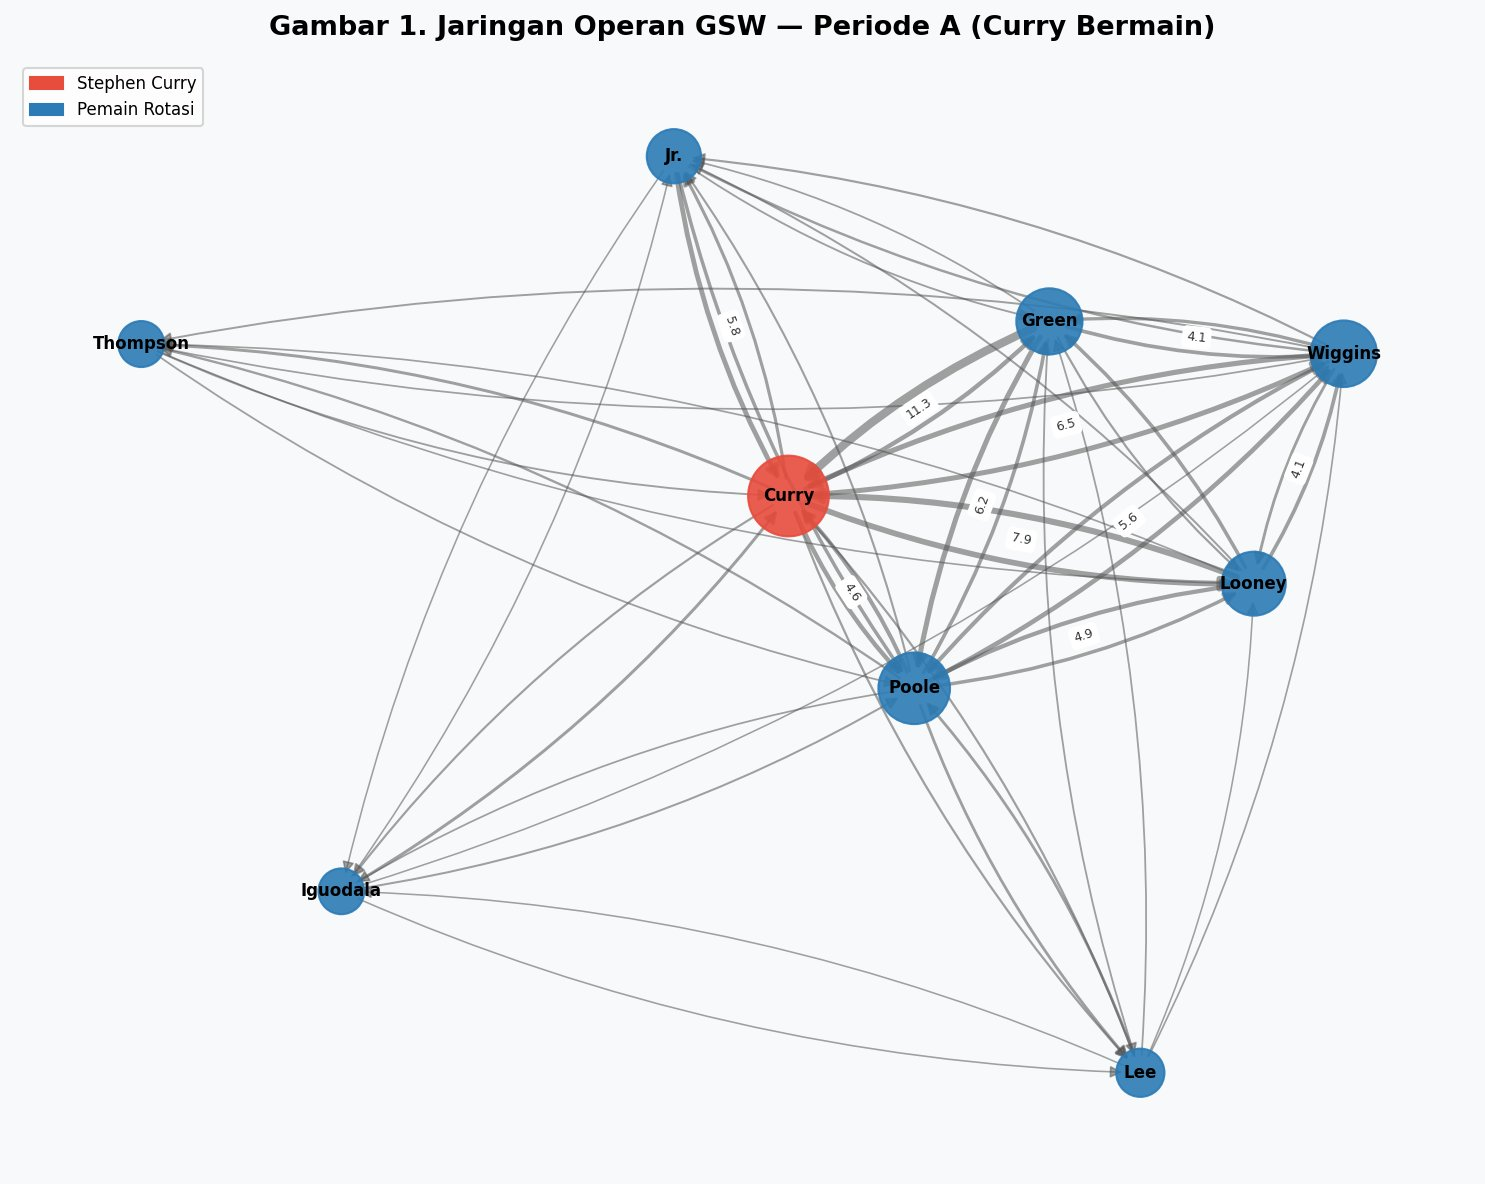 Gambar 1. Jaringan Operan GSW — Periode A (Curry Bermain)
Stephen Curry
Pemain Rotasi
Jr.
Green
Thompson
5.8
4.1
Wiggins
11.3
6.5
4.1
Curry
6.2
5.6
7.9
Looney
4.6
4.9
Poole
Iguodala
Lee